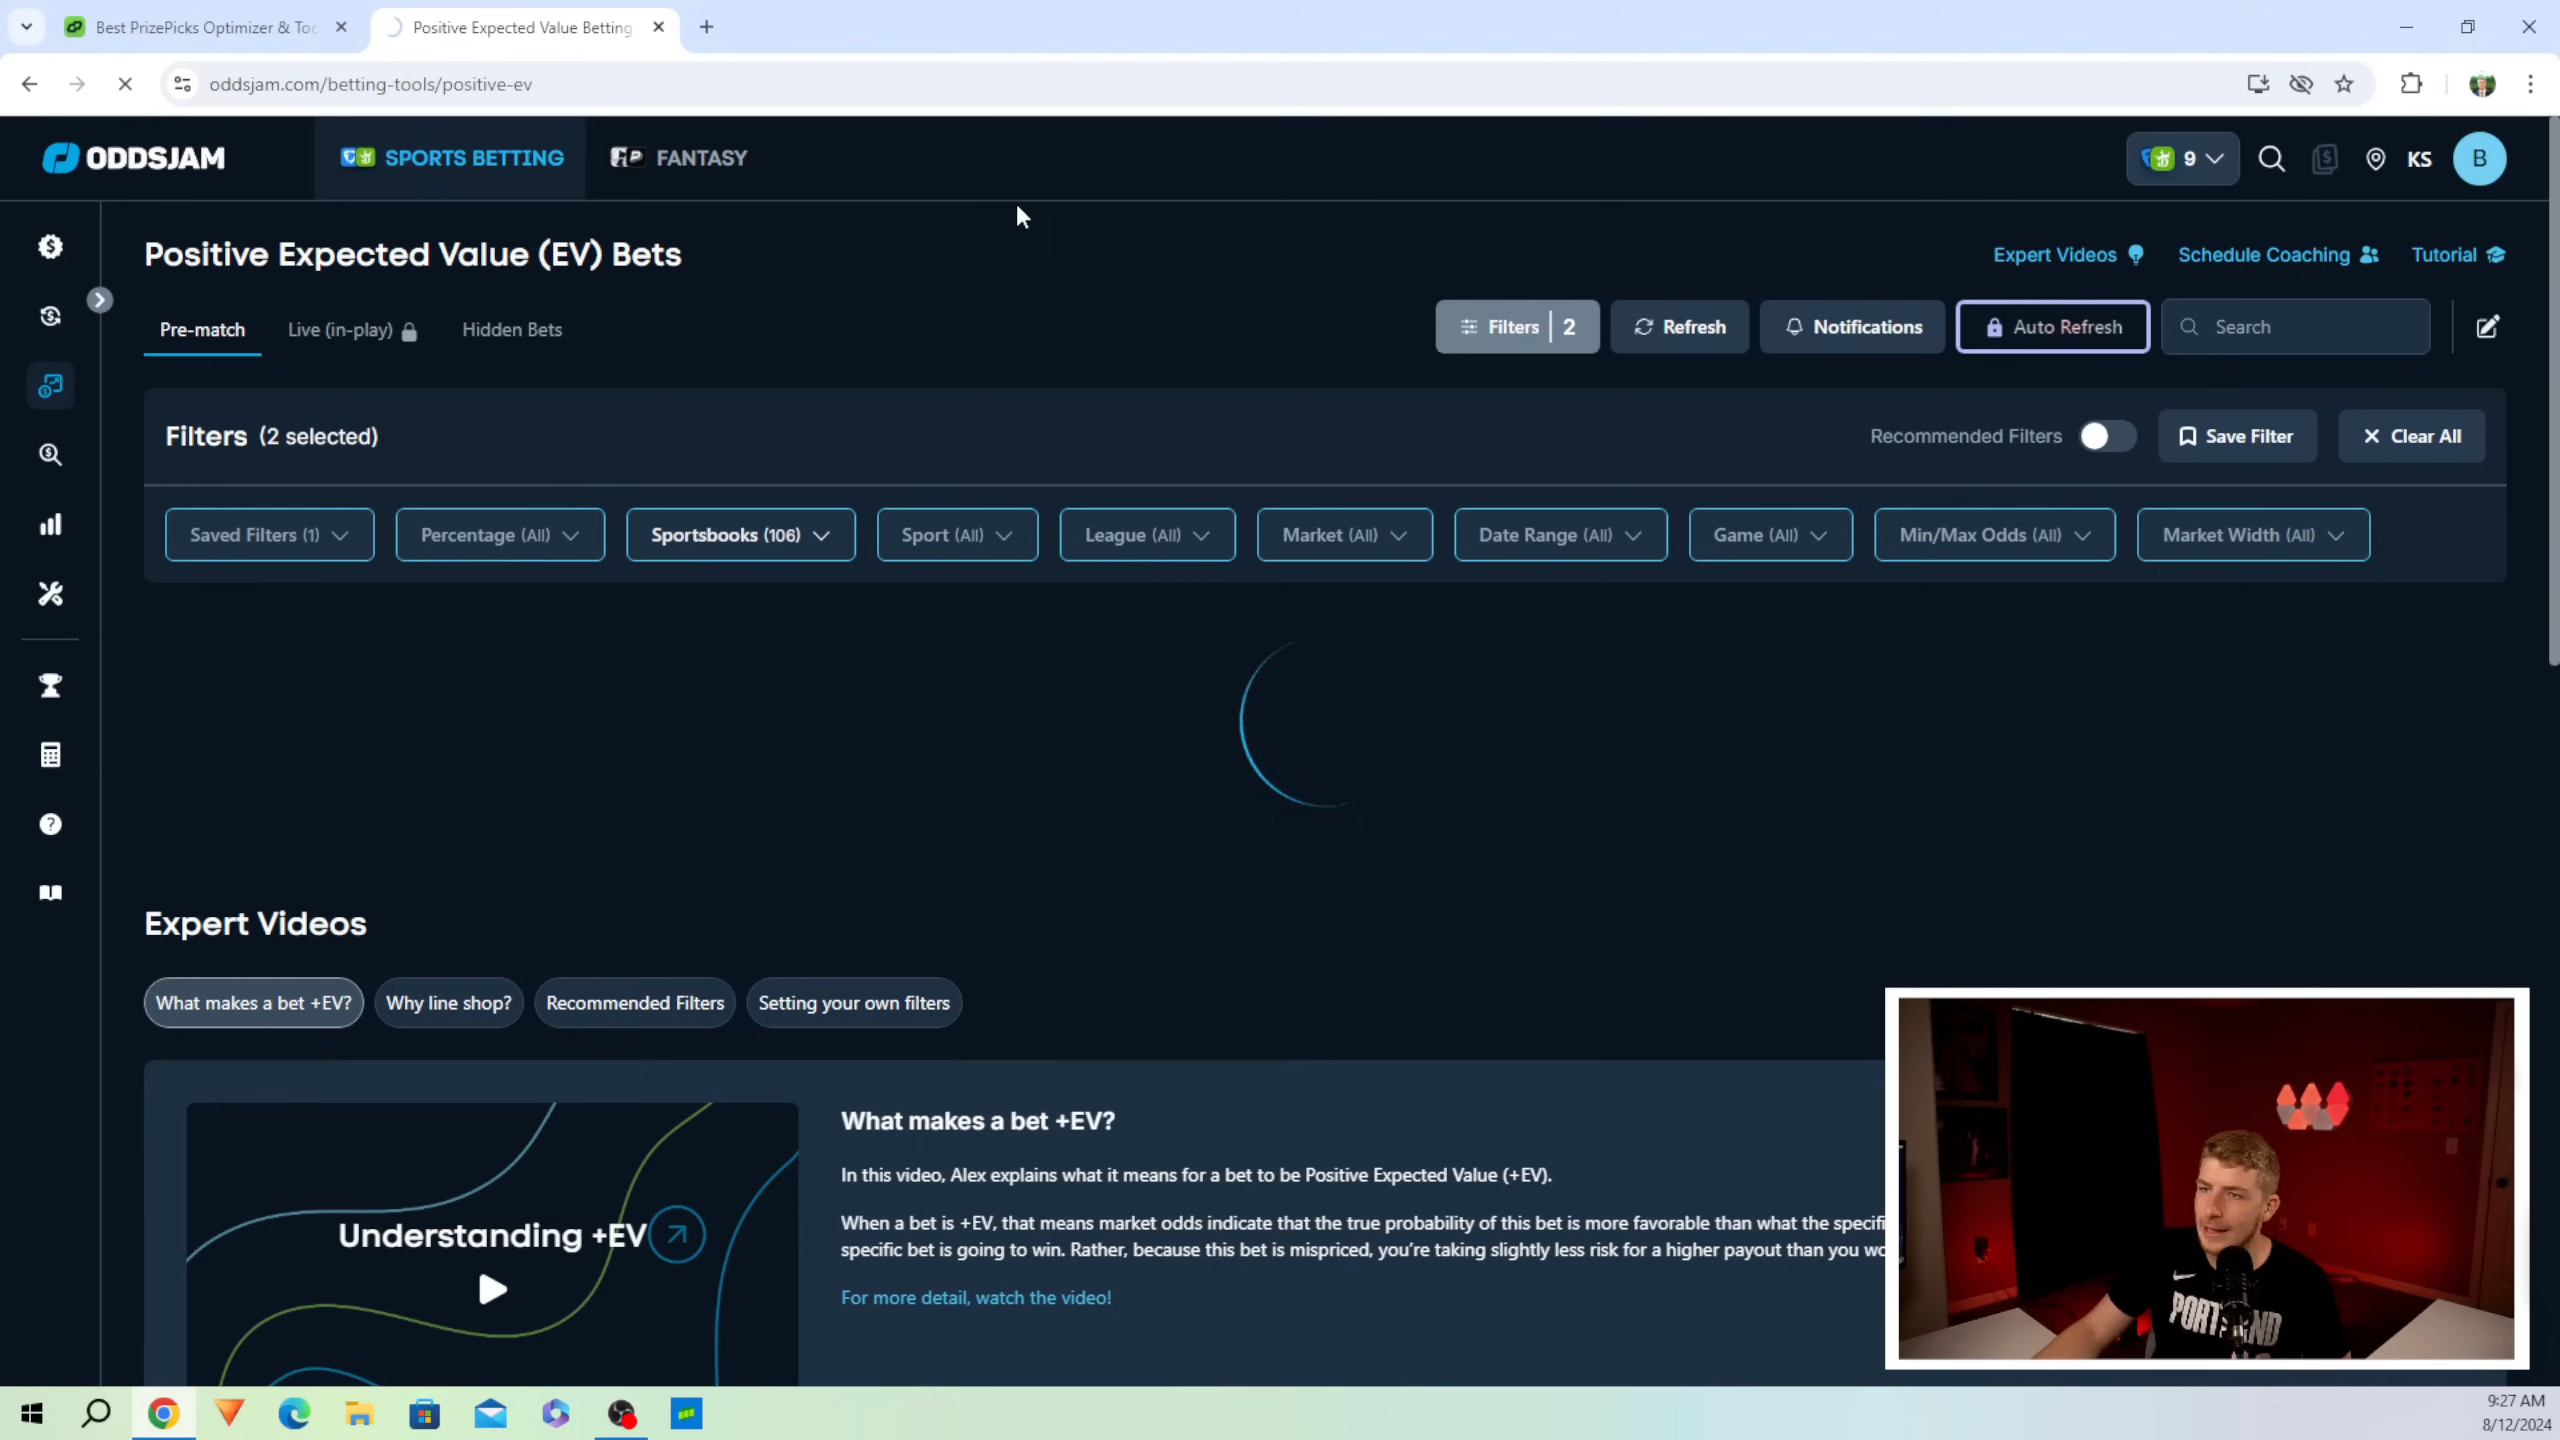 Best PrizePicks Optimizer & Too
Positive Expected Value Betting
oddsjam.com/betting-tools/positive-ev
ODDSJAM
SPORTS BETTING
FANTASY
9
KS
B
Positive Expected Value (EV) Bets
Expert Videos
Schedule Coaching
Tutorial
Pre-match
Live (in-play)
Hidden Bets
Filters 2
Refresh
Notifications
Auto Refresh
Search
Filters (2 selected)
Recommended Filters
Save Filter
Clear All
Saved Filters (1)
Percentage (All)
Sportsbooks (106)
Sport (All)
League (All)
Market (All)
Date Range (All)
Game (All)
Min/Max Odds (All)
Market Width (All)
Expert Videos
What makes a bet +EV?
Why line shop?
Recommended Filters
Setting your own filters
Understanding +EV
What makes a bet +EV?
In this video, Alex explains what it means for a bet to be Positive Expected Value (+EV).
When a bet is +EV, that means market odds indicate that the true probability of this bet is more favorable than what the specifi
specific bet is going to win. Rather, because this bet is mispriced, you're taking slightly less risk for a higher payout than you wo
For more detail, watch the video!
PORTLAND
9:27 AM
8/12/2024